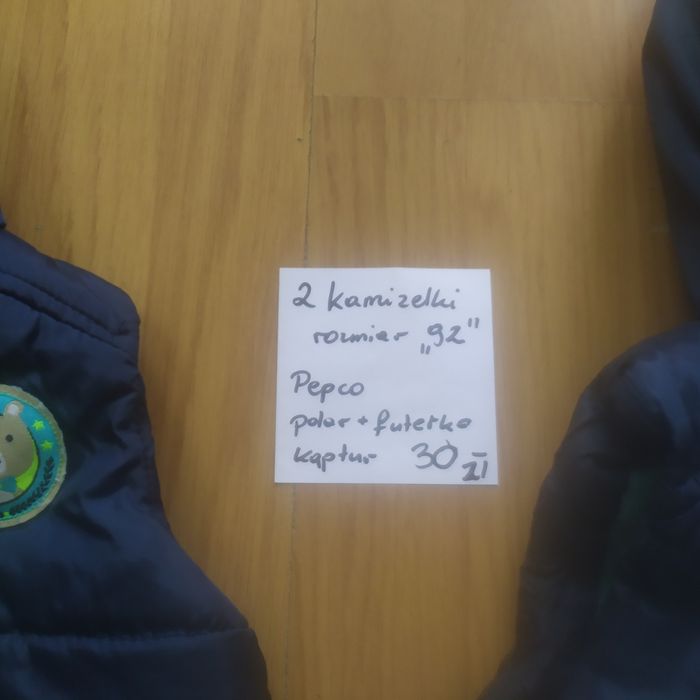 2 kamizelki
rozmiar „92"
Pepco
polar + futerko
kaptur 30 zł